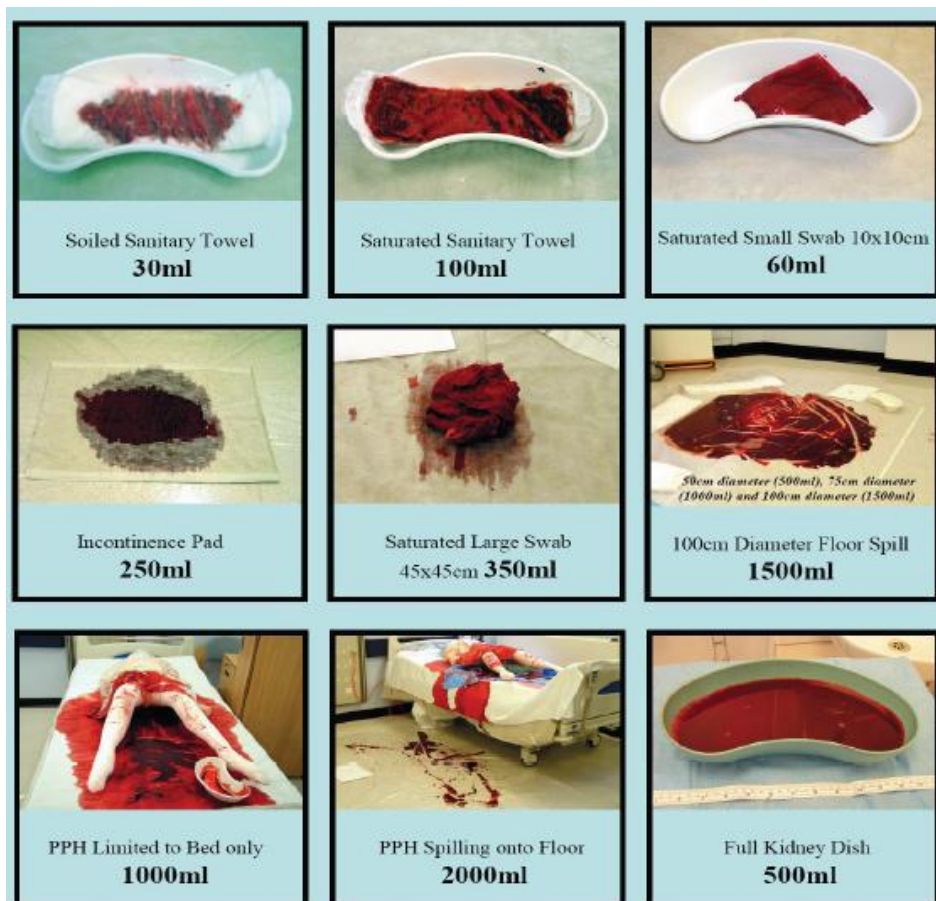 Soiled Sanitary Towel
30ml
Saturated Sanitary Towel
100ml
Saturated Small Swab 10x10cm
60ml
Incontinence Pad
250ml
Saturated Large Swab
45x45cm 350ml
50cm diameter (500ml), 75cm diameter
(1000ml) and 100cm diameter (1500ml)
100cm Diameter Floor Spill
1500ml
PPH Limited to Bed only
1000ml
PPH Spilling onto Floor
2000ml
Full Kidney Dish
500ml